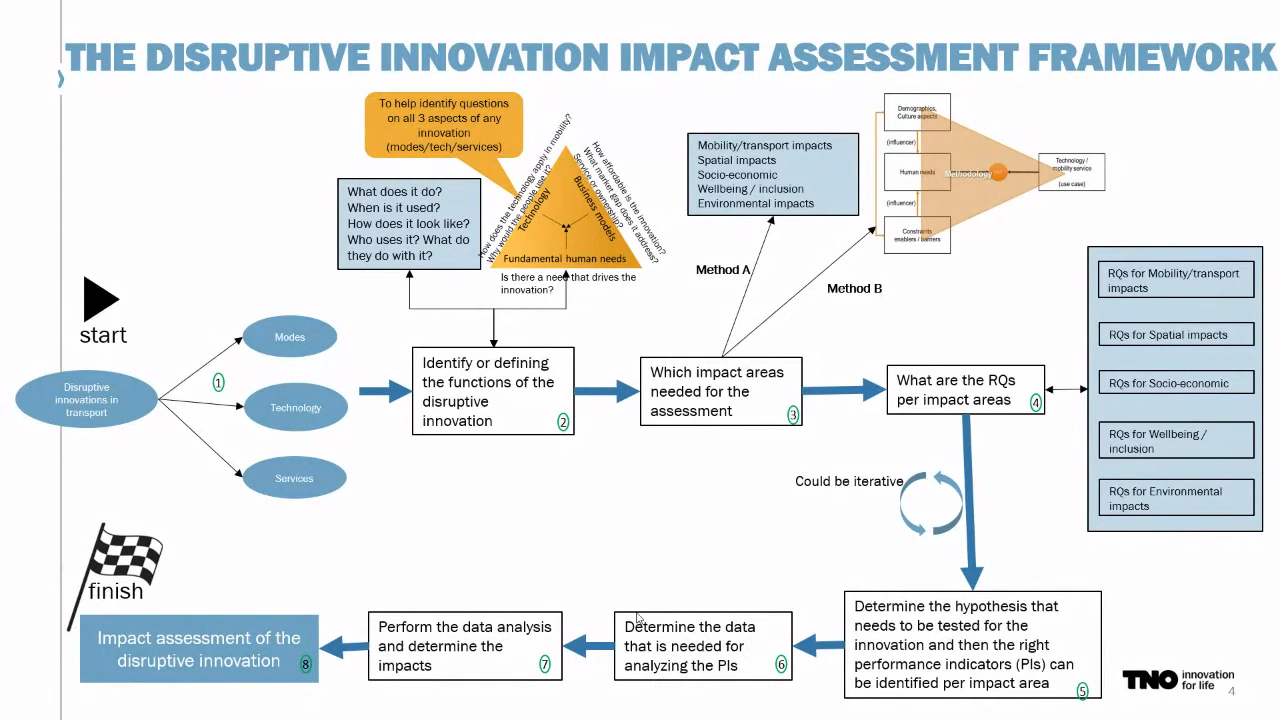 THE DISRUPTIVE INNOVATION IMPACT ASSESSMENT FRAMEWORK
To help identify questions
on all 3 aspects of any
innovation
(modes/tech/services)
What does it do?
When is it used?
How does it look like?
Who uses it? What do
they do with it?
How does the technology apply in mobility?
Why would the people use it?
Technology
How affordable is the innovation?
What market gap does it address?
Service or ownership?
Business models
Fundamental human needs
Is there a need that drives the
innovation?
Mobility/transport impacts
Spatial impacts
Socio-economic
Wellbeing / inclusion
Environmental impacts
Demographics,
Culture aspects
(influencer)
Human needs
Methodology
(influencer)
Constraints
enablers / barriers
Technology /
mobility service
(use case)
Method A
Method B
start
Disruptive
innovations in
transport
1
Modes
Technology
Services
Identify or defining
the functions of the
disruptive
innovation
2
Which impact areas
needed for the
assessment
3
What are the RQs
per impact areas
4
RQs for Mobility/transport
impacts
RQs for Spatial impacts
RQs for Socio-economic
RQs for Wellbeing /
inclusion
RQs for Environmental
impacts
Could be iterative
Determine the hypothesis that
needs to be tested for the
innovation and then the right
performance indicators (PIs) can
be identified per impact area
5
Determine the data
that is needed for
analyzing the PIs
6
Perform the data analysis
and determine the
impacts
7
finish
Impact assessment of the
disruptive innovation
8
TNO innovation
for life
4